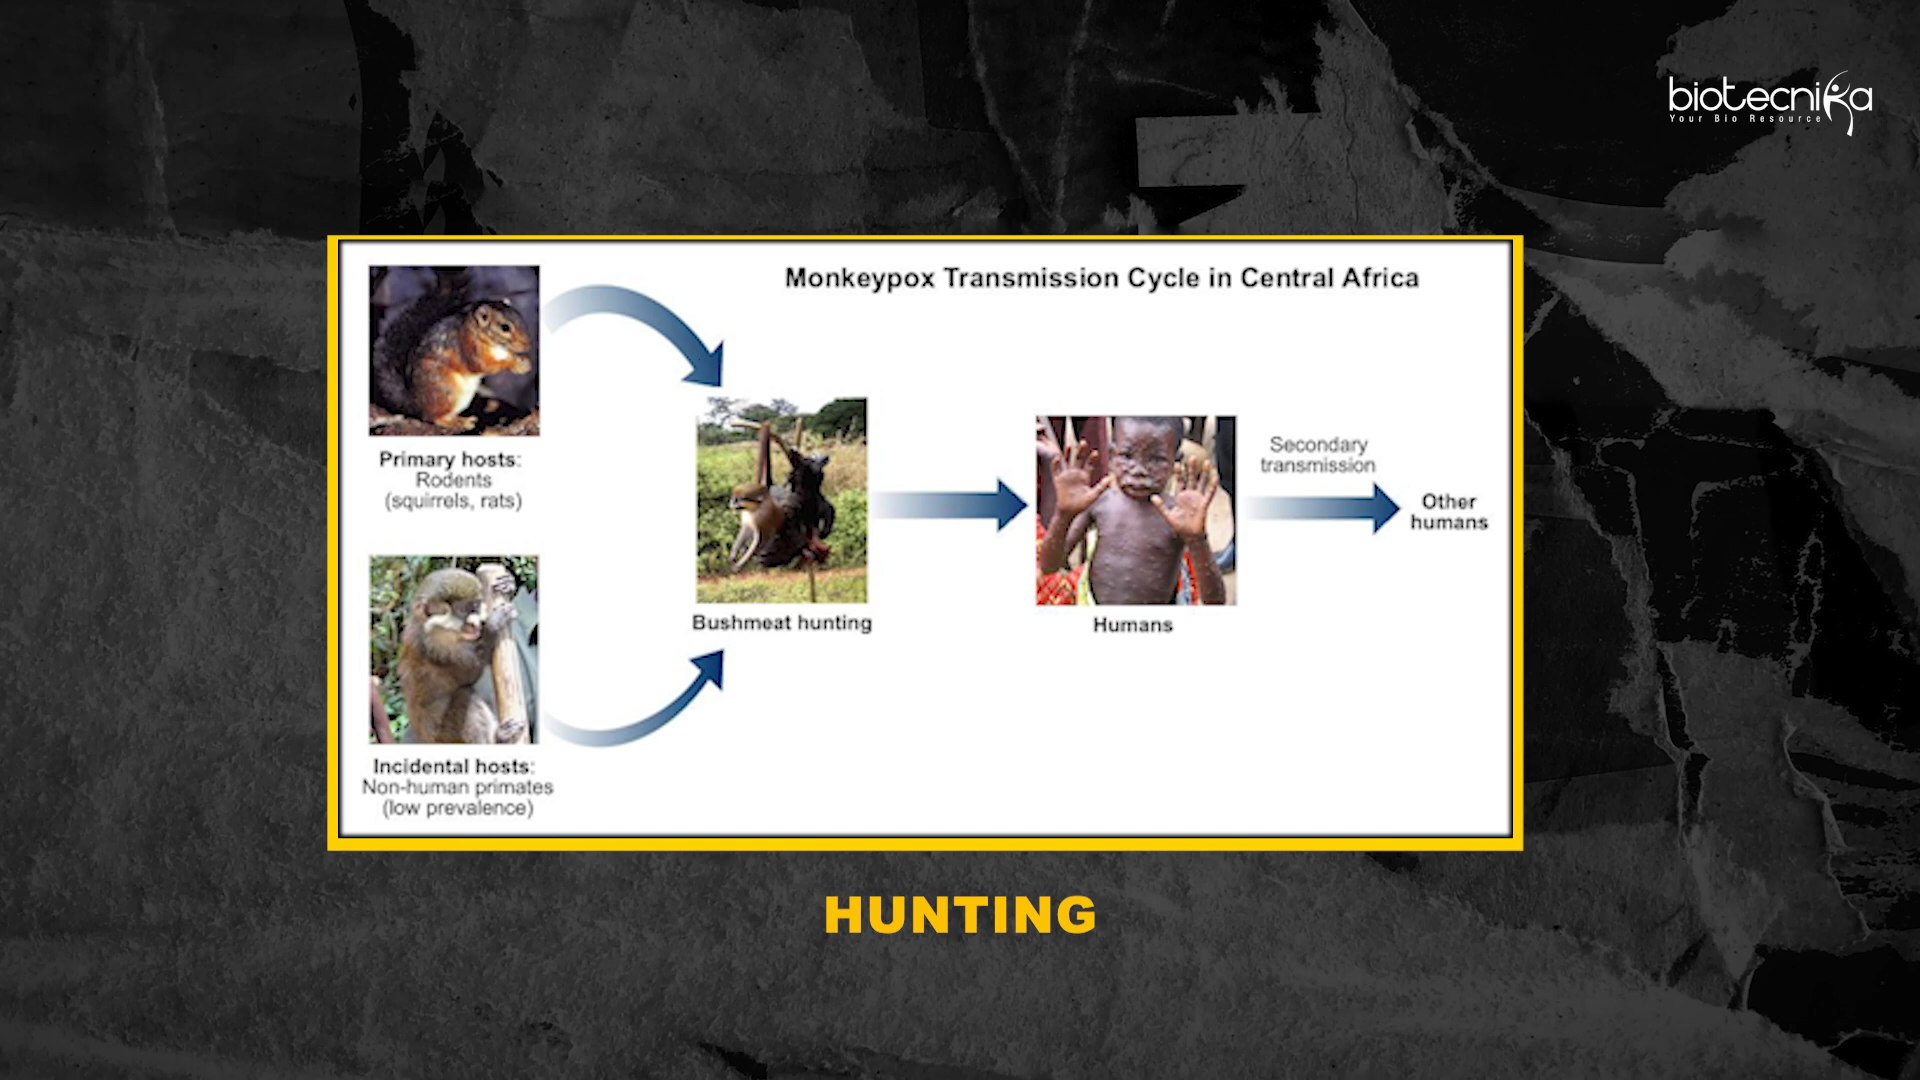 biotecnika
Your Bio Resource
Monkeypox Transmission Cycle in Central Africa
Primary hosts:
Rodents
(squirrels, rats)
Secondary
transmission
Other
humans
Bushmeat hunting
Humans
Incidental hosts:
Non-human primates
(low prevalence)
HUNTING